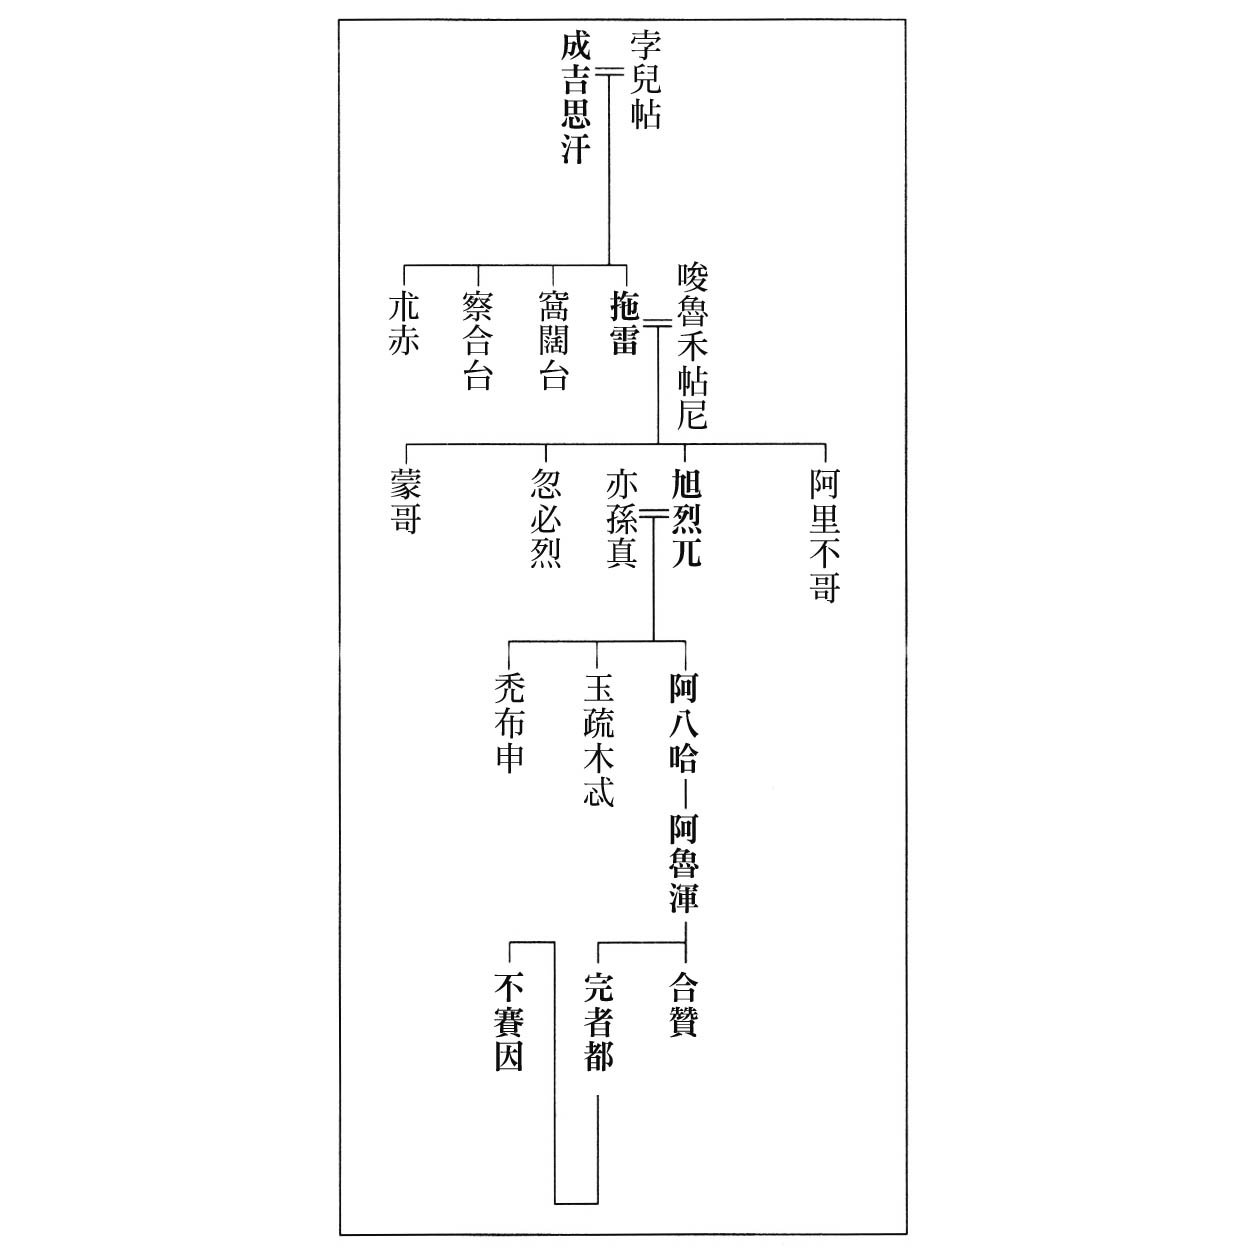 孛兒帖
成吉思汗
唆魯禾帖尼
拖雷
窩闊台
察合台
朮赤
阿里不哥
旭烈兀
亦孫真
忽必烈
蒙哥
阿八哈
玉疏木忒
禿布申
阿魯渾
合贊
完者都
不賽因